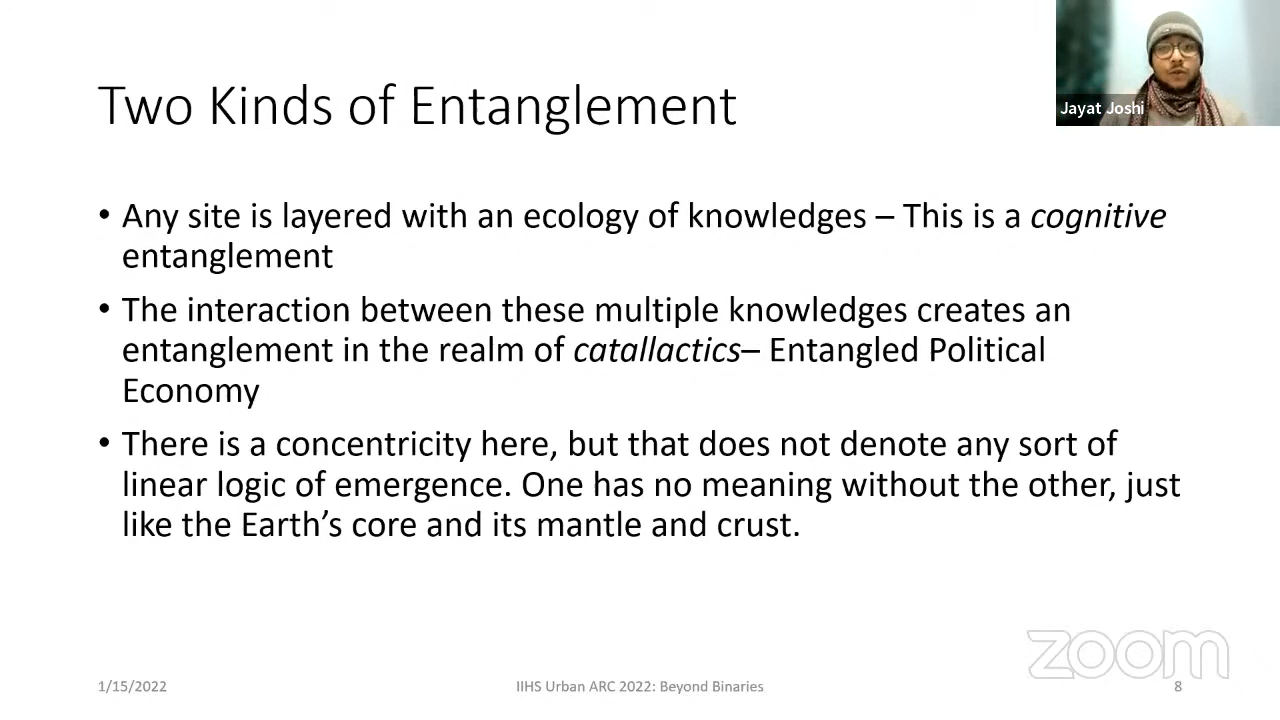 Two Kinds of Entanglement
Jayat Joshi
• Any site is layered with an ecology of knowledges – This is a cognitive
entanglement
• The interaction between these multiple knowledges creates an
entanglement in the realm of catallactics– Entangled Political
Economy
• There is a concentricity here, but that does not denote any sort of
linear logic of emergence. One has no meaning without the other, just
like the Earth’s core and its mantle and crust.
zoom
1/15/2022
IIHS Urban ARC 2022: Beyond Binaries
8